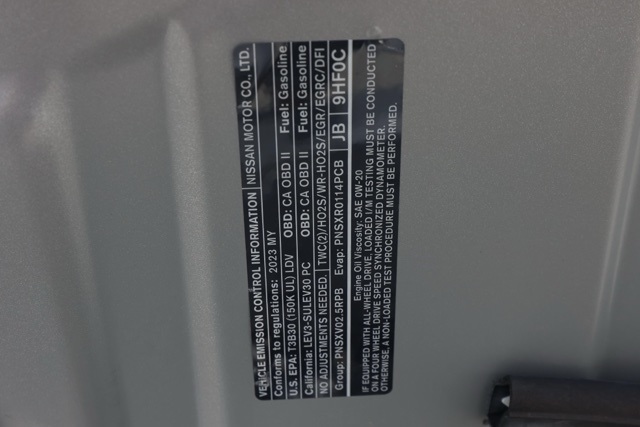 VEHICLE EMISSION CONTROL INFORMATION NISSAN MOTOR CO., LTD.
Conforms to regulations: 2023 MY
U.S. EPA: T3B30 (150K UL) LDV OBD: CA OBD II Fuel: Gasoline
California: LEV3-SULEV30 PC OBD: CA OBD II Fuel: Gasoline
NO ADJUSTMENTS NEEDED. TWC(2)/HO2S/WR-HO2S/EGR/EGRC/DFI
Group: PNSXV02.5RPB Evap: PNSXR0114PCB JB 9HF0C
Engine Oil Viscosity: SAE 0W-20
IF EQUIPPED WITH ALL-WHEEL DRIVE, LOADED I/M TESTING MUST BE CONDUCTED
ON A FOUR WHEEL DRIVE SPEED SYNCHRONIZED DYNAMOMETER.
OTHERWISE, A NON-LOADED TEST PROCEDURE MUST BE PERFORMED.